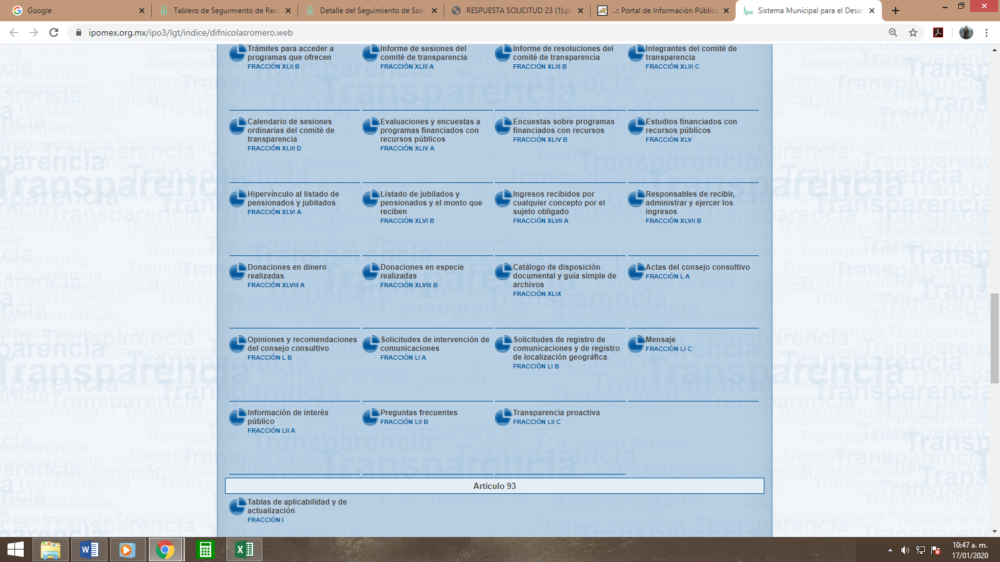 Google
Tablero de Seguimiento de Recu
Detalle del Seguimiento de Solic
RESPUESTA SOLICITUD 23 (1).pd
..:: Portal de Información Pública
Sistema Municipal para el Desar
ipomex.org.mx/ipo3/lgt/indice/difnicolasromero.web
Trámites para acceder a
programas que ofrecen
FRACCIÓN XLII B
Informe de sesiones del
comité de transparencia
FRACCIÓN XLIII A
Informe de resoluciones del
comité de transparencia
FRACCIÓN XLIII B
Integrantes del comité de
transparencia
FRACCIÓN XLIII C
Calendario de sesiones
ordinarias del comité de
transparencia
FRACCIÓN XLIII D
Evaluaciones y encuestas a
programas financiados con
recursos públicos
FRACCIÓN XLIV A
Encuestas sobre programas
financiados con recursos
FRACCIÓN XLIV B
Estudios financiados con
recursos públicos
FRACCIÓN XLV
Hipervínculo al listado de
pensionados y jubilados
FRACCIÓN XLVI A
Listado de jubilados y
pensionados y el monto que
reciben
FRACCIÓN XLVI B
Ingresos recibidos por
cualquier concepto por el
sujeto obligado
FRACCIÓN XLVII A
Responsables de recibir,
administrar y ejercer los
ingresos
FRACCIÓN XLVII B
Donaciones en dinero
realizadas
FRACCIÓN XLVIII A
Donaciones en especie
realizadas
FRACCIÓN XLVIII B
Catálogo de disposición
documental y guía simple de
archivos
FRACCIÓN XLIX
Actas del consejo consultivo
FRACCIÓN L A
Opiniones y recomendaciones
del consejo consultivo
FRACCIÓN L B
Solicitudes de intervención de
comunicaciones
FRACCIÓN LI A
Solicitudes de registro de
comunicaciones y de registro
de localización geográfica
FRACCIÓN LI B
Mensaje
FRACCIÓN LI C
Información de interés
público
FRACCIÓN LII A
Preguntas frecuentes
FRACCIÓN LII B
Transparencia proactiva
FRACCIÓN LII C
Artículo 93
Tablas de aplicabilidad y de
actualización
FRACCIÓN I
10:47 a. m.
17/01/2020